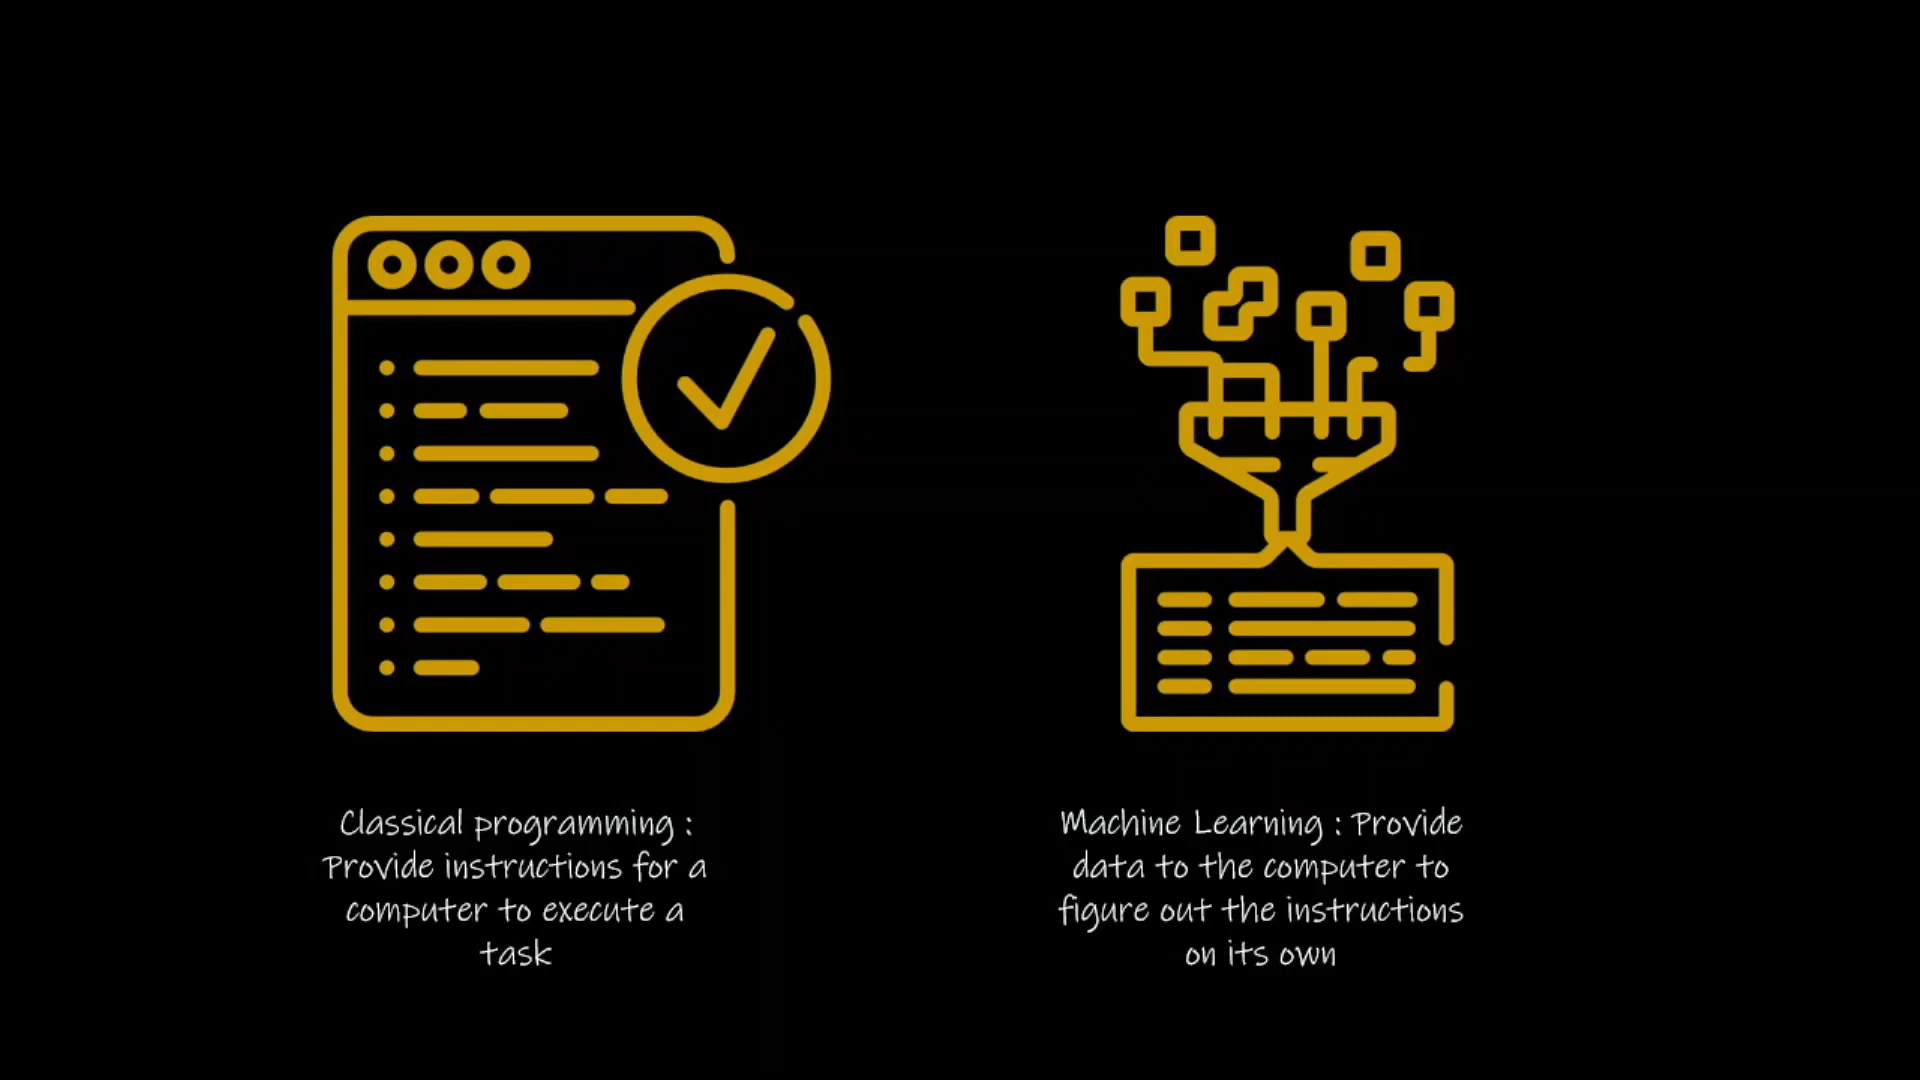 Classical programming :
Provide instructions for a
computer to execute a
task
Machine Learning : Provide
data to the computer to
figure out the instructions
on its own